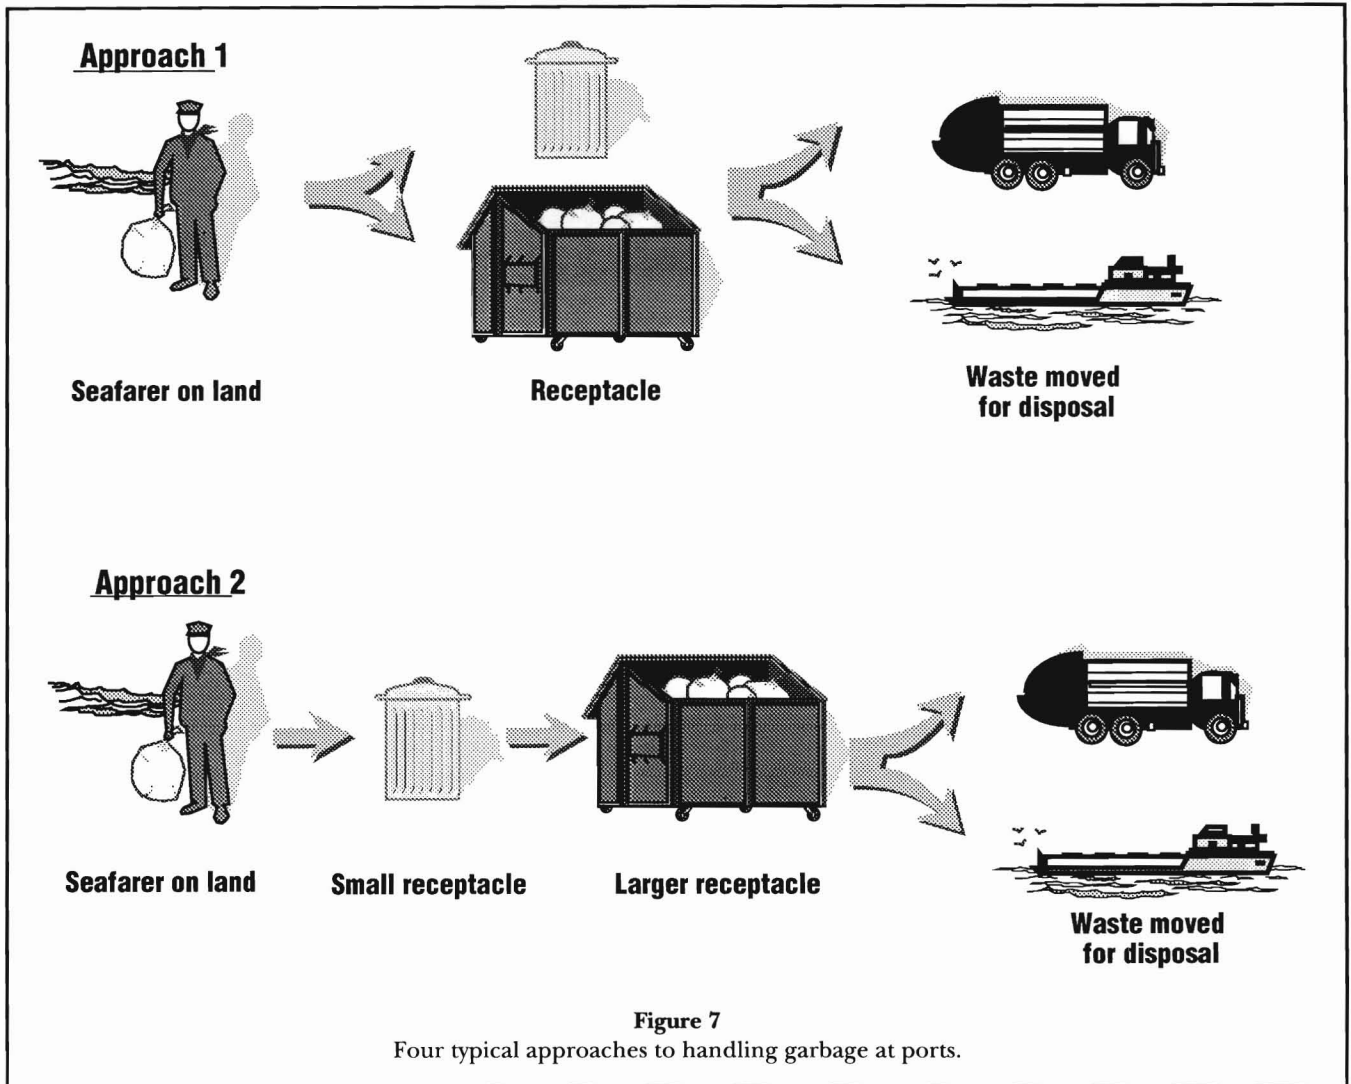 Approach 1
Seafarer on land
Receptacle
Waste moved
for disposal
Approach 2
Seafarer on land
Small receptacle
Larger receptacle
Waste moved
for disposal
Figure 7
Four typical approaches to handling garbage at ports.